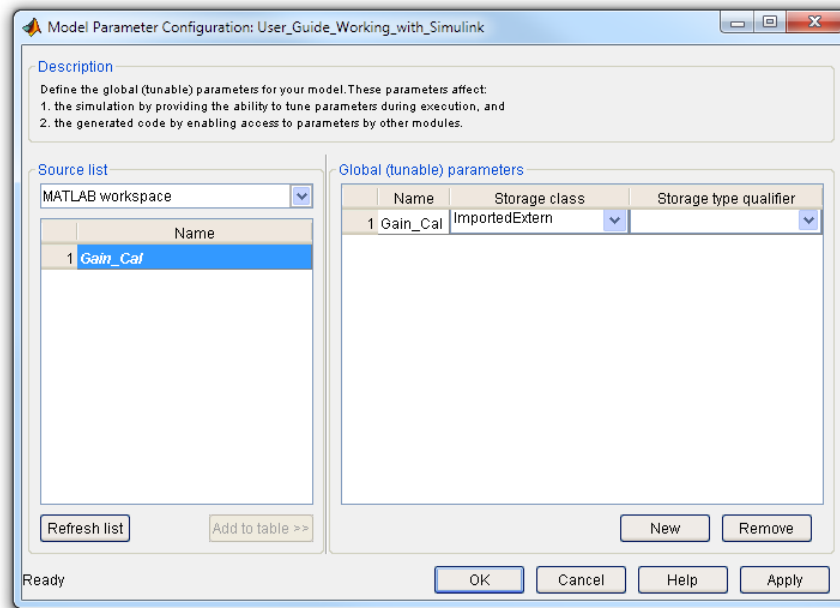 Model Parameter Configuration: User_Guide_Working_with_Simulink
Description
Define the global (tunable) parameters for your model.These parameters affect:
1. the simulation by providing the ability to tune parameters during execution, and
2. the generated code by enabling access to parameters by other modules.
Source list
MATLAB workspace
Name
1 Gain_Cal
Refresh list
Add to table >>
Global (tunable) parameters
Name Storage class Storage type qualifier
1 Gain_Cal ImportedExtern
New Remove
Ready
OK Cancel Help Apply